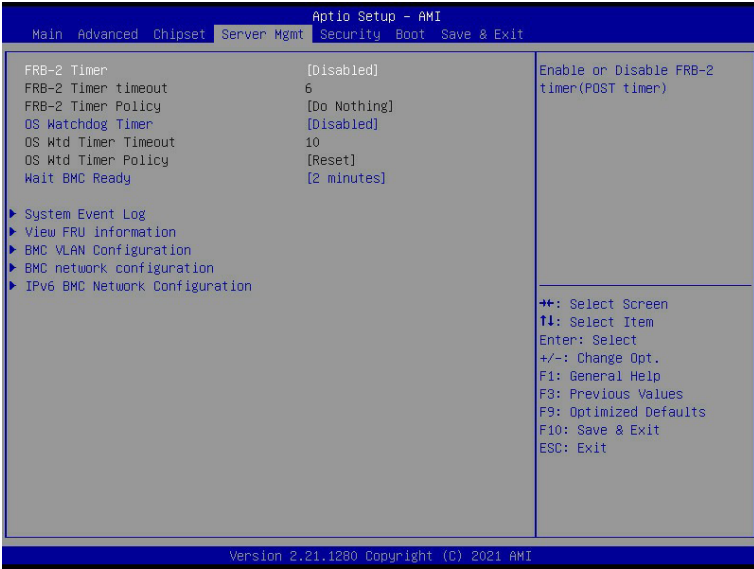 Aptio Setup - AMI
Main Advanced Chipset Server Mgmt Security Boot Save & Exit
FRB-2 Timer [Disabled]
FRB-2 Timer timeout 6
FRB-2 Timer Policy [Do Nothing]
OS Watchdog Timer [Disabled]
OS Wtd Timer Timeout 10
OS Wtd Timer Policy [Reset]
Wait BMC Ready [2 minutes]
▶ System Event Log
▶ View FRU information
▶ BMC VLAN Configuration
▶ BMC network configuration
▶ IPv6 BMC Network Configuration
Enable or Disable FRB-2
timer(POST timer)
→←: Select Screen
↑↓: Select Item
Enter: Select
+/-: Change Opt.
F1: General Help
F3: Previous Values
F9: Optimized Defaults
F10: Save & Exit
ESC: Exit
Version 2.21.1280 Copyright (C) 2021 AMI